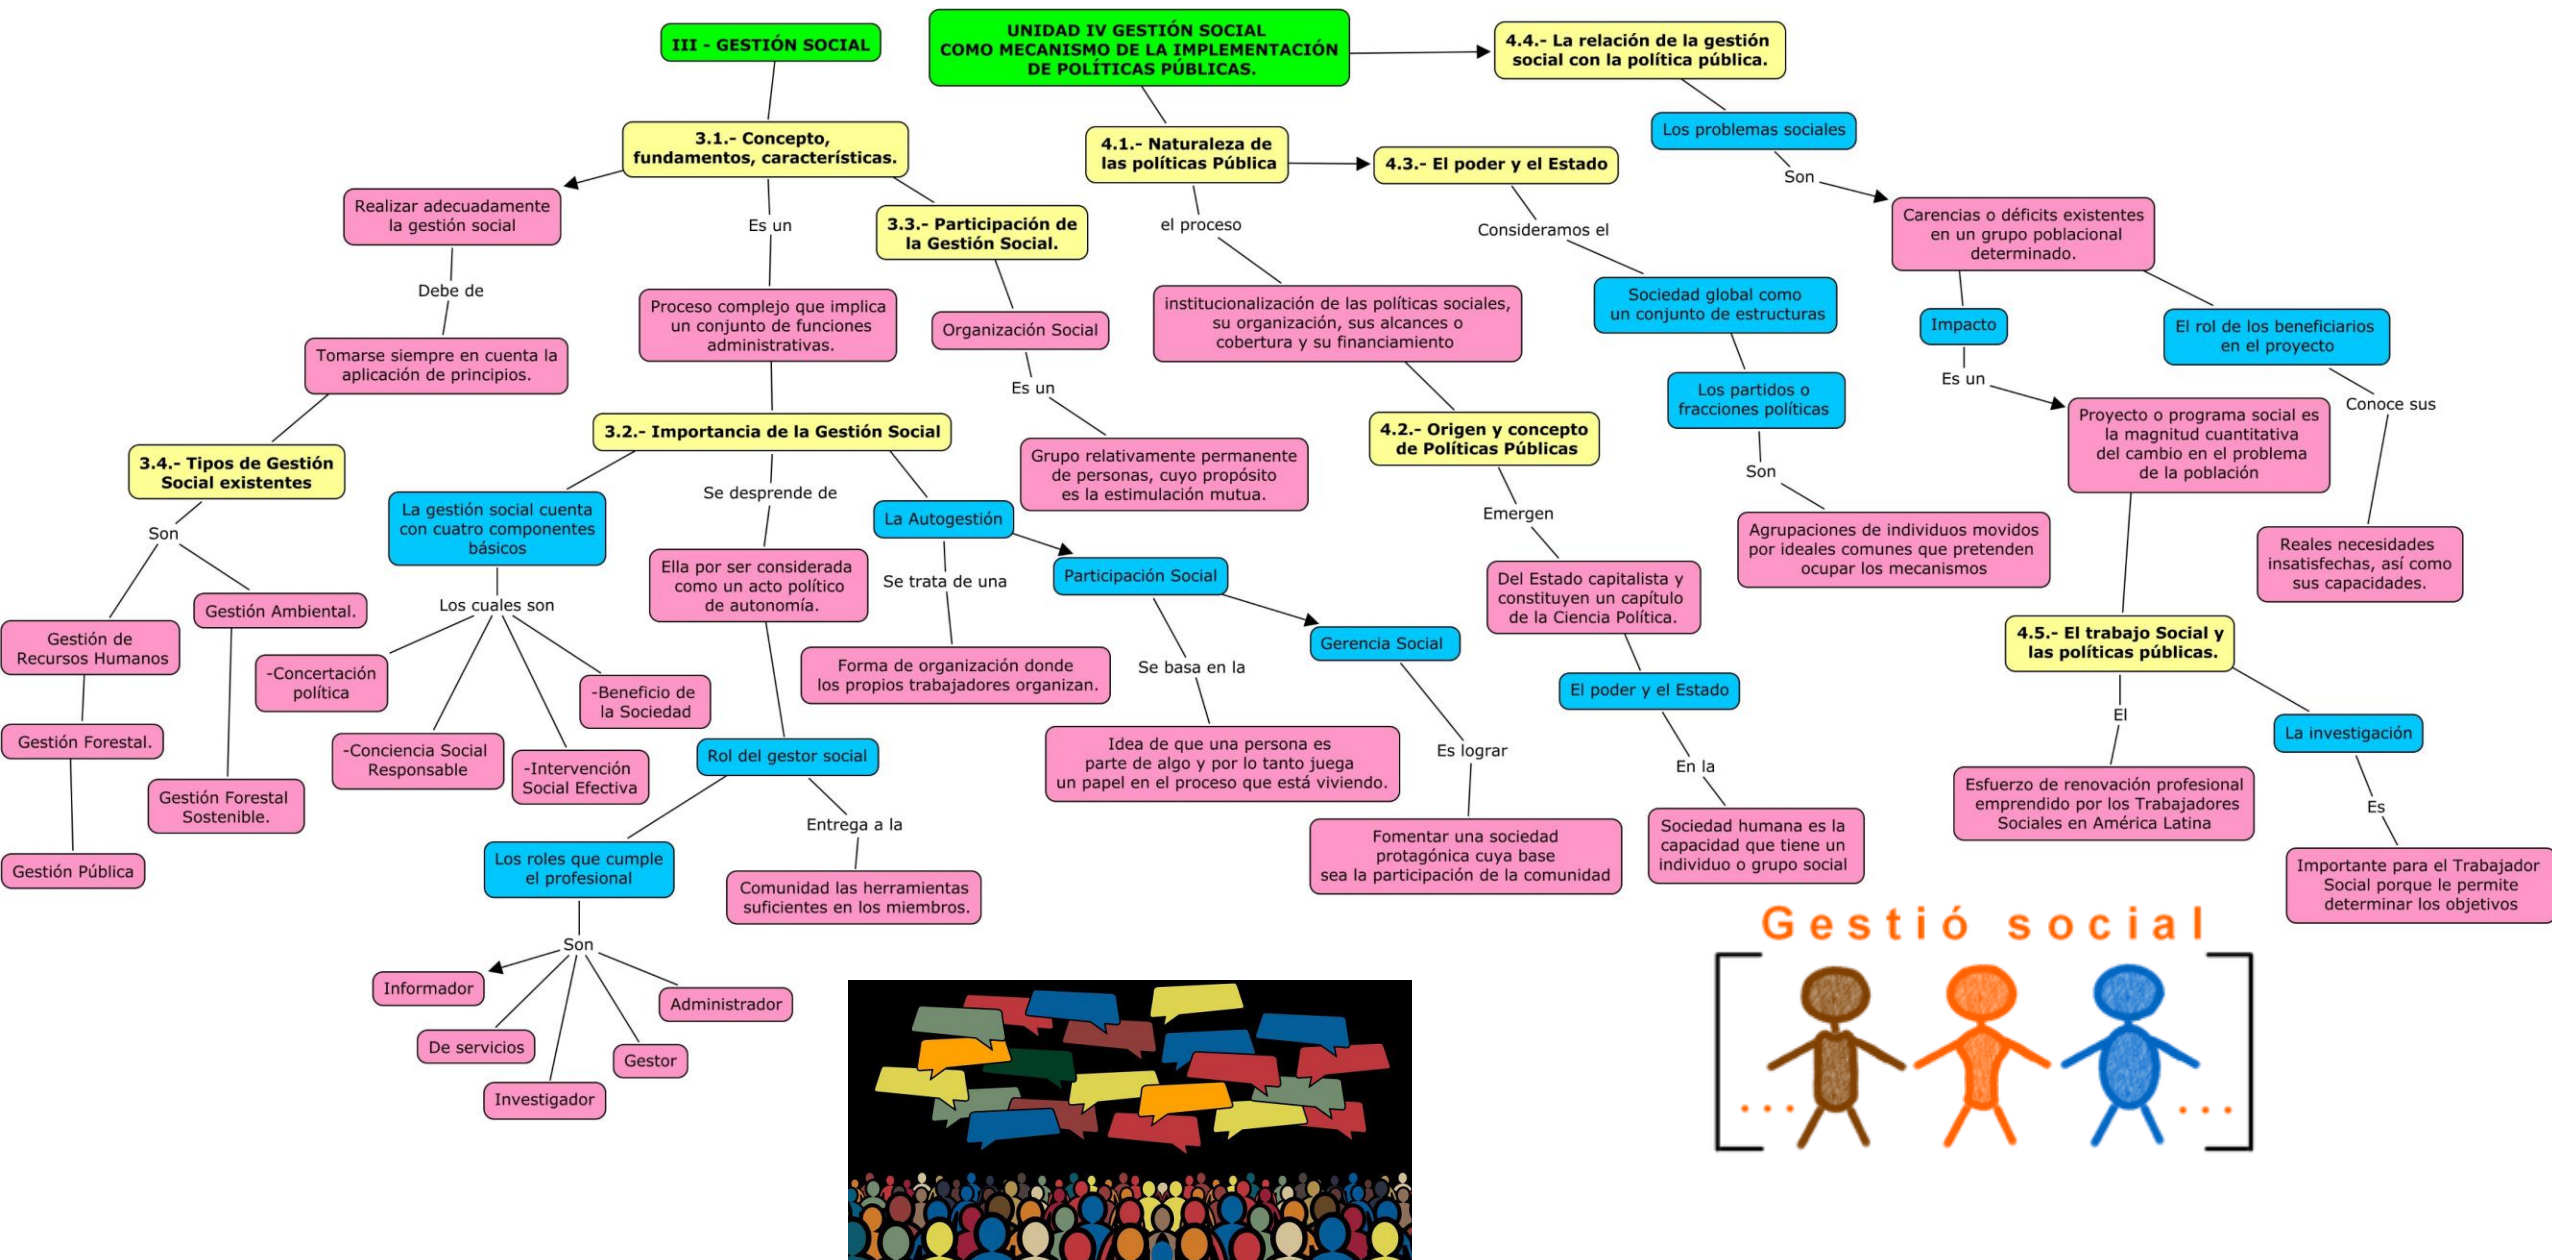 III - GESTIÓN SOCIAL
3.1.- Concepto,
fundamentos, características.
Realizar adecuadamente
la gestión social
Debe de
Tomarse siempre en cuenta la
aplicación de principios.
3.4.- Tipos de Gestión
Social existentes
Son
Gestión de
Recursos Humanos
Gestión Forestal.
Gestión Pública
Gestión Ambiental.
Gestión Forestal
Sostenible.
Es un
Proceso complejo que implica
un conjunto de funciones
administrativas.
3.2.- Importancia de la Gestión Social
La gestión social cuenta
con cuatro componentes
básicos
Los cuales son
-Concertación
política
-Conciencia Social
Responsable
-Intervención
Social Efectiva
-Beneficio de
la Sociedad
Se desprende de
Ella por ser considerada
como un acto político
de autonomía.
Rol del gestor social
Los roles que cumple
el profesional
Son
Informador
De servicios
Investigador
Gestor
Administrador
Entrega a la
Comunidad las herramientas
suficientes en los miembros.
La Autogestión
Se trata de una
Forma de organización donde
los propios trabajadores organizan.
Participación Social
Se basa en la
Idea de que una persona es
parte de algo y por lo tanto juega
un papel en el proceso que está viviendo.
Gerencia Social
Es lograr
Fomentar una sociedad
protagónica cuya base
sea la participación de la comunidad
3.3.- Participación de
la Gestión Social.
Organización Social
Es un
Grupo relativamente permanente
de personas, cuyo propósito
es la estimulación mutua.
UNIDAD IV GESTIÓN SOCIAL
COMO MECANISMO DE LA IMPLEMENTACIÓN
DE POLÍTICAS PÚBLICAS.
4.1.- Naturaleza de
las políticas Pública
el proceso
institucionalización de las políticas sociales,
su organización, sus alcances o
cobertura y su financiamiento
4.2.- Origen y concepto
de Políticas Públicas
Emergen
Del Estado capitalista y
constituyen un capítulo
de la Ciencia Política.
El poder y el Estado
En la
Sociedad humana es la
capacidad que tiene un
individuo o grupo social
4.3.- El poder y el Estado
Consideramos el
Sociedad global como
un conjunto de estructuras
Los partidos o
fracciones políticas
Son
Agrupaciones de individuos movidos
por ideales comunes que pretenden
ocupar los mecanismos
4.4.- La relación de la gestión
social con la política pública.
Los problemas sociales
Son
Carencias o déficits existentes
en un grupo poblacional
determinado.
Impacto
Es un
Proyecto o programa social es
la magnitud cuantitativa
del cambio en el problema
de la población
El rol de los beneficiarios
en el proyecto
Conoce sus
Reales necesidades
insatisfechas, así como
sus capacidades.
4.5.- El trabajo Social y
las políticas públicas.
El
Esfuerzo de renovación profesional
emprendido por los Trabajadores
Sociales en América Latina
La investigación
Es
Importante para el Trabajador
Social porque le permite
determinar los objetivos
Gestió social
... ...